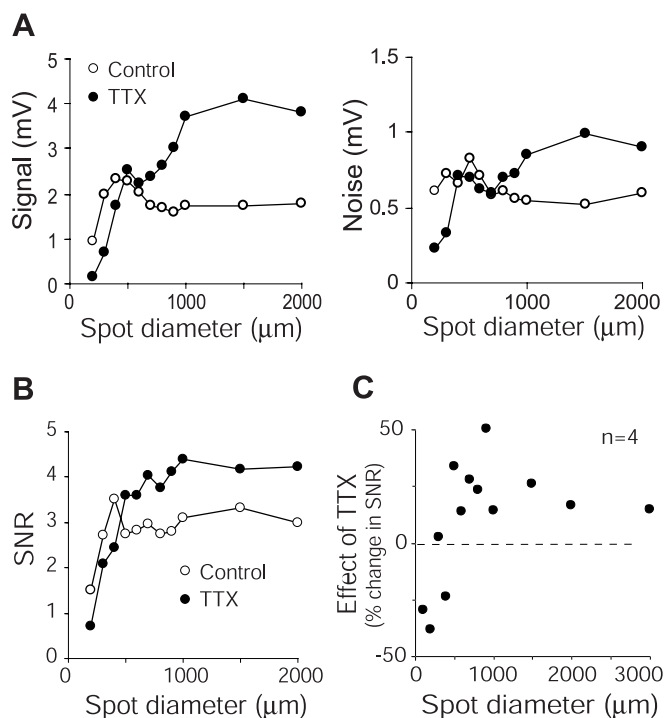 A
Signal (mV)
5
4
3
2
1
0
Control
TTX
0
1000
2000
Spot diameter (µm)
Noise (mV)
1.5
1
0.5
0
0
1000
2000
Spot diameter (µm)
B
SNR
5
4
3
2
1
0
Control
TTX
0
1000
2000
Spot diameter (µm)
C
Effect of TTX
(% change in SNR)
50
0
-50
n=4
0
1000
2000
3000
Spot diameter (µm)